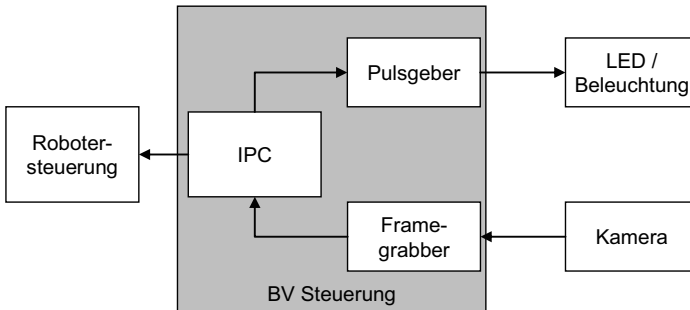 Pulsgeber
LED /
Beleuchtung
Roboter-
steuerung
IPC
Frame-
grabber
Kamera
BV Steuerung